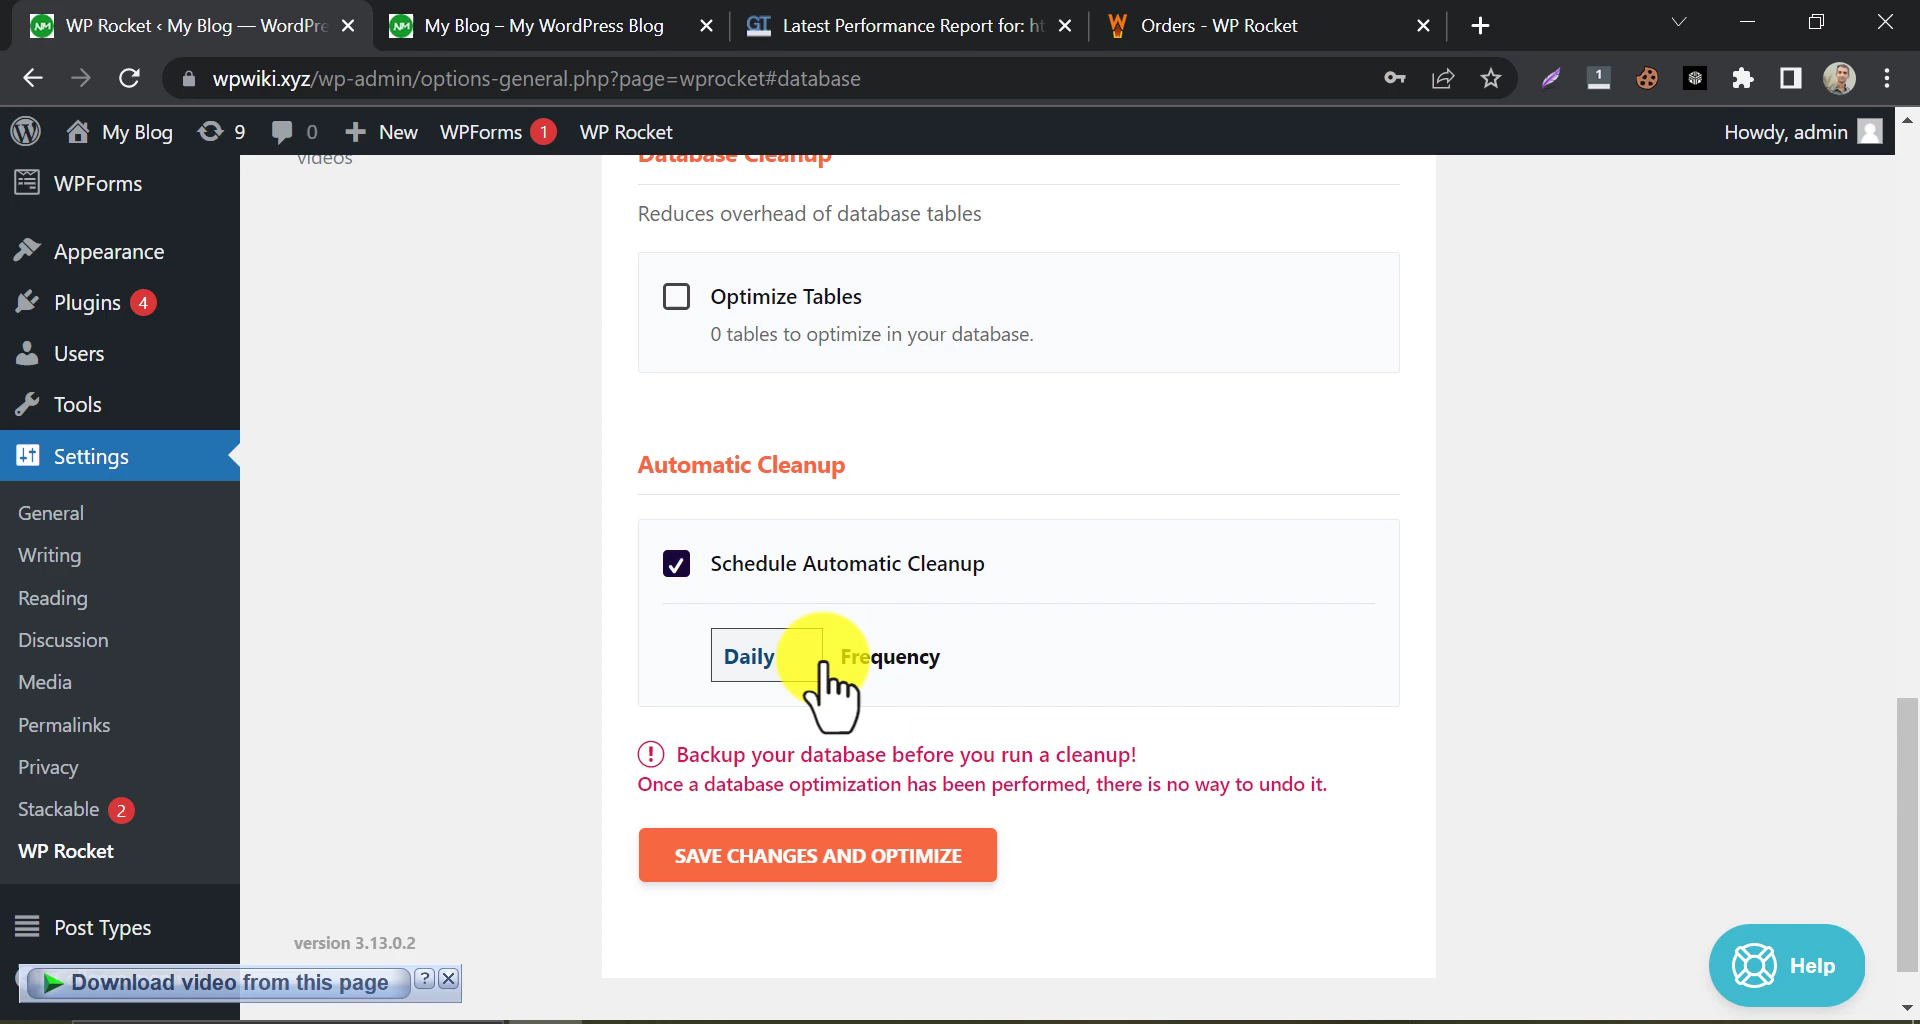 WP Rocket ‹ My Blog — WordPre
My Blog – My WordPress Blog
GT Latest Performance Report for: ht
Orders - WP Rocket
wpwiki.xyz/wp-admin/options-general.php?page=wprocket#database
1
My Blog
9
0
New
WPForms 1
WP Rocket
Howdy, admin
WPForms
Appearance
Plugins 4
Users
Tools
Settings
General
Writing
Reading
Discussion
Media
Permalinks
Privacy
Stackable 2
WP Rocket
Post Types
videos
version 3.13.0.2
Download video from this page
?
Database Cleanup
Reduces overhead of database tables
Optimize Tables
0 tables to optimize in your database.
Automatic Cleanup
Schedule Automatic Cleanup
Daily
Frequency
Backup your database before you run a cleanup!
Once a database optimization has been performed, there is no way to undo it.
SAVE CHANGES AND OPTIMIZE
Help